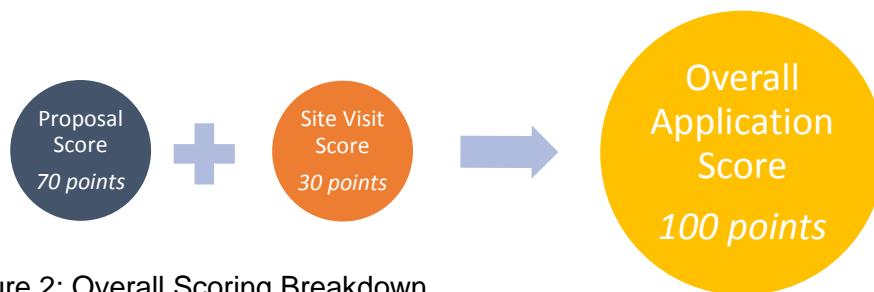 Proposal
Score
70 points
Site Visit
Score
30 points
Overall
Application
Score
100 points
ure 2: Overall Scoring Breakdown